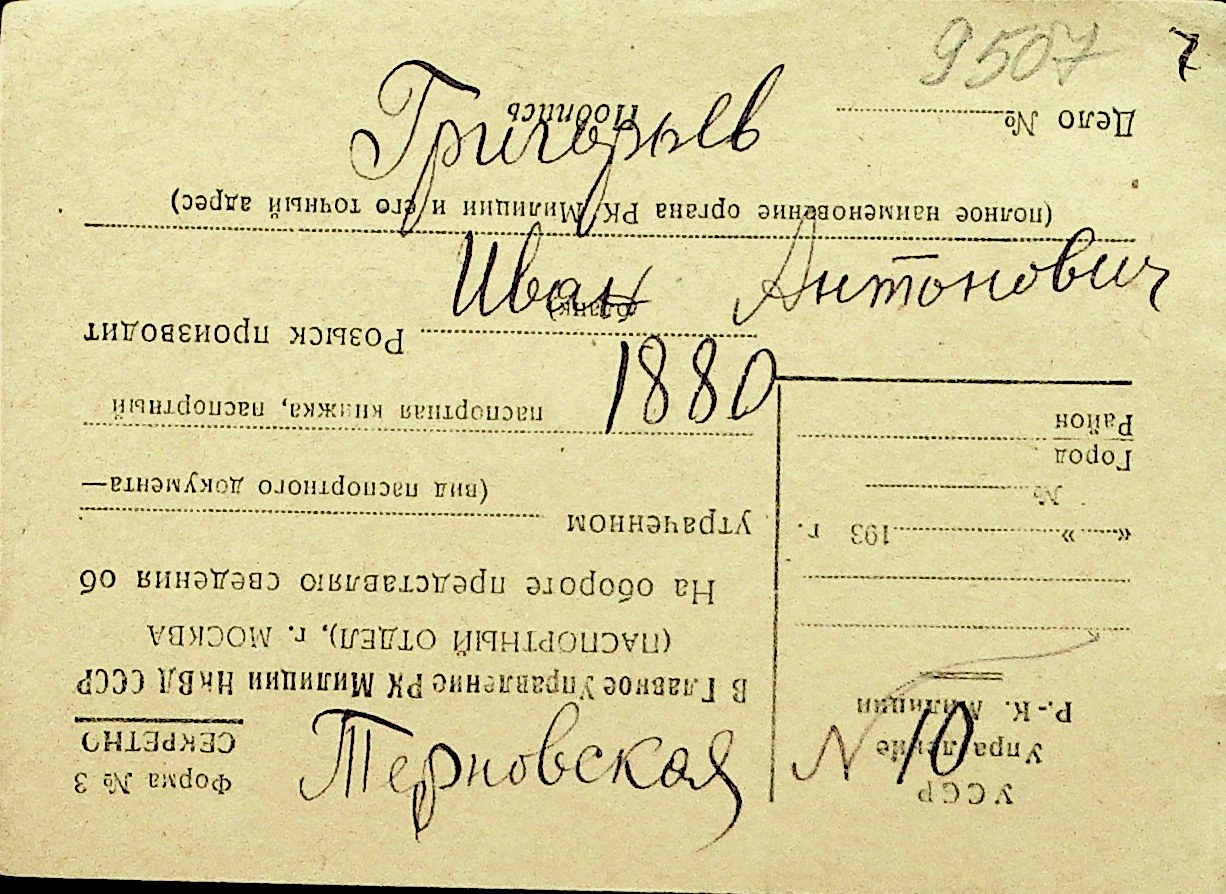 9507
7
Григорьев
Иван Антонович
1880
Терновская N 10
УССР
Управление
Р.-К. Милиции
«......» ............193 г.
№
Город
Район
Форма № 3
СЕКРЕТНО
В Главное Управление РК Милиции НКВД СССР
(ПАСПОРТНЫЙ ОТДЕЛ), г. МОСКВА
На обороте представляю сведения об
утраченном
(вид паспортного документа—
паспортная книжка, паспортный
бланк)
Розыск производит
(полное наименование органа РК Милиции и его точный адрес)
Дело №
Подпись